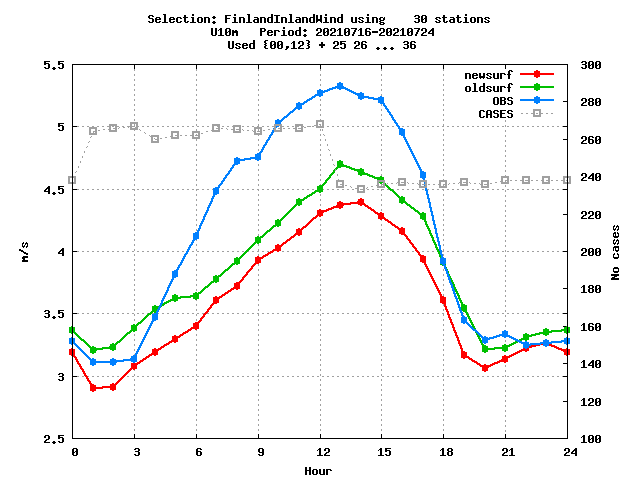 Selection: FinlandInlandWind using    30 stations
U10m   Period: 20210716-20210724
Used {00,12} + 25 26 ... 36
newsurf
oldsurf
OBS
CASES
m/s
5.5
5
4.5
4
3.5
3
2.5
300
280
260
240
220
200
180
160
140
120
100
No cases
0 3 6 9 12 15 18 21 24
Hour